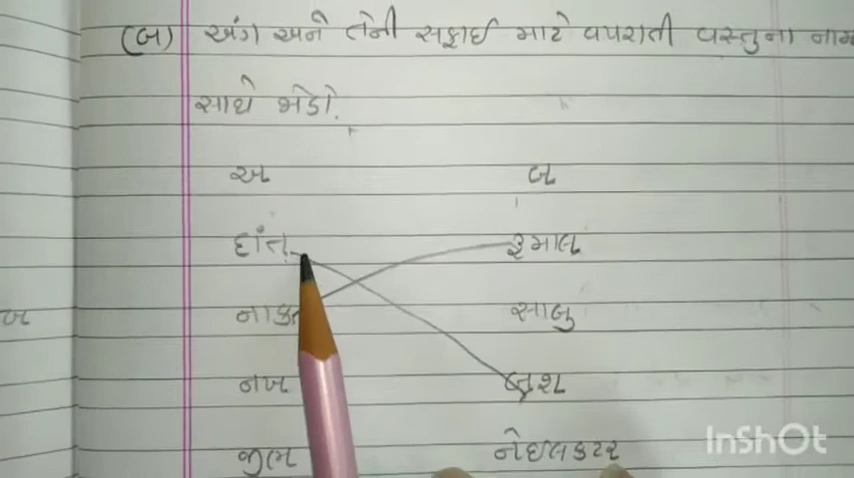 (બ) અંગ અને તેની સફાઈ માટે વપરાતી વસ્તુના નામ
સાથે જોડો.
અ બ
દાંત રૂમાલ
નાક સાબુ
નખ બ્રશ
જીભ નેઈલકટર
InShOt